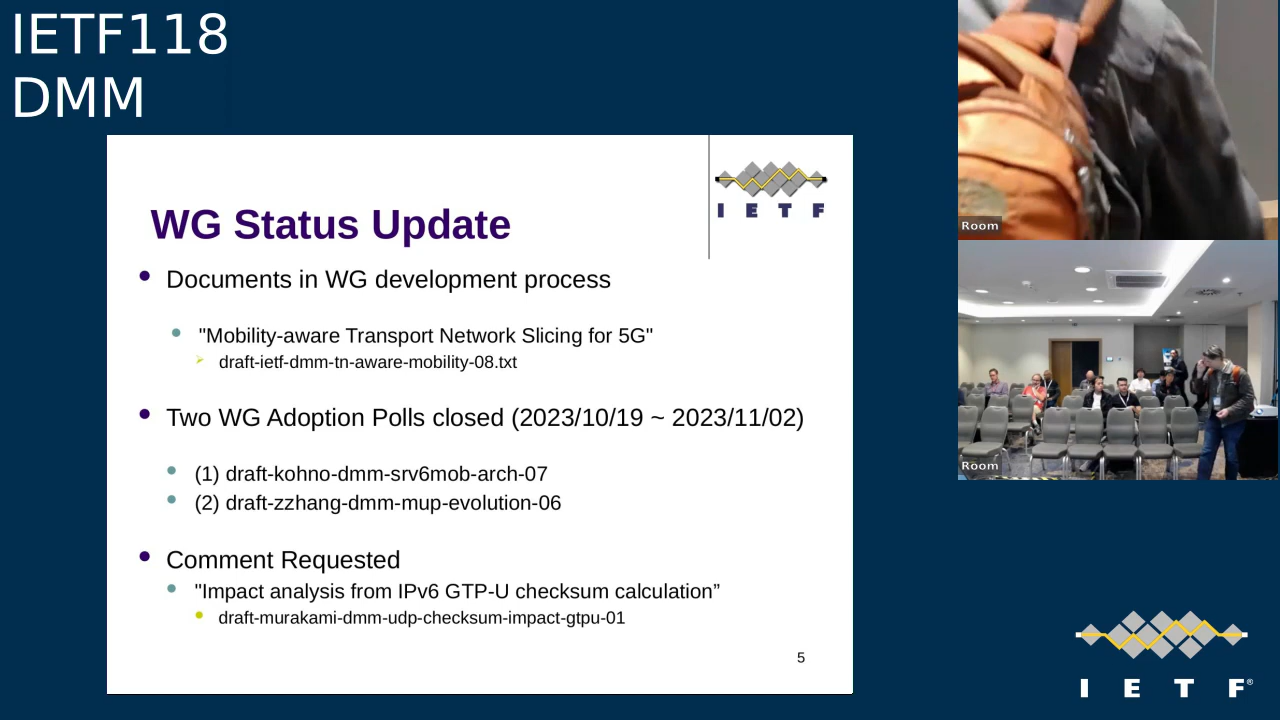 IETF118
DMM
I E T F
WG Status Update
Documents in WG development process
"Mobility-aware Transport Network Slicing for 5G"
draft-ietf-dmm-tn-aware-mobility-08.txt
Two WG Adoption Polls closed (2023/10/19 ~ 2023/11/02)
(1) draft-kohno-dmm-srv6mob-arch-07
(2) draft-zzhang-dmm-mup-evolution-06
Comment Requested
"Impact analysis from IPv6 GTP-U checksum calculation”
draft-murakami-dmm-udp-checksum-impact-gtpu-01
5
Room
Room
I E T F®